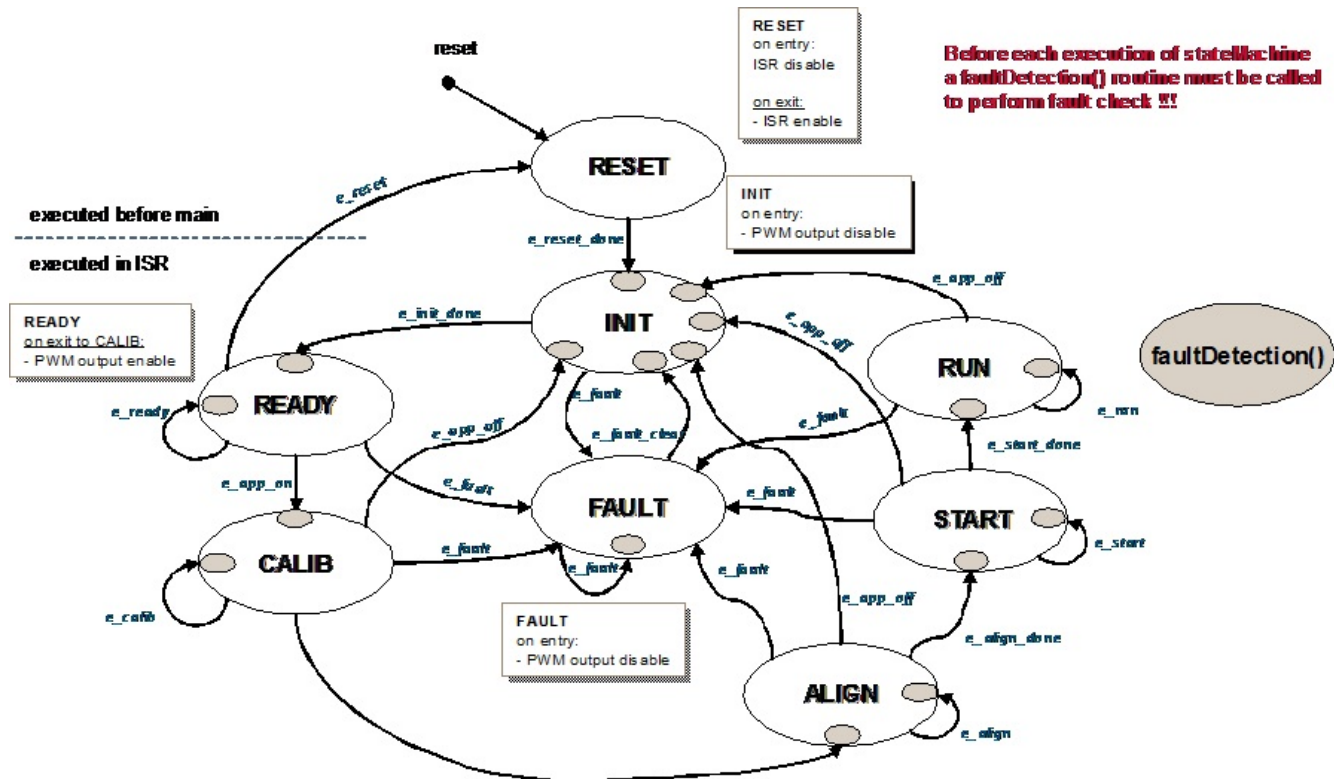 reset
RESET
on entry:
ISR disable
on exit:
- ISR enable
Before each execution of stateMachine
a faultDetection() routine must be called
to perform fault check !!!
RESET
e_reset
executed before main
executed in ISR
INIT
on entry:
- PWM output disable
e_reset_done
READY
on exit to CALIB:
- PWM output enable
e_init_done
INIT
e_app_off
e_app_off
RUN
faultDetection()
e_ready
READY
e_fault
e_run
e_app_off
e_fault_clear
e_fault
e_start_done
e_app_on
e_fault
FAULT
e_fault
START
CALIB
e_fault
e_fault
e_fault
e_start
e_calib
e_app_off
FAULT
on entry:
- PWM output disable
e_align_done
ALIGN
e_align